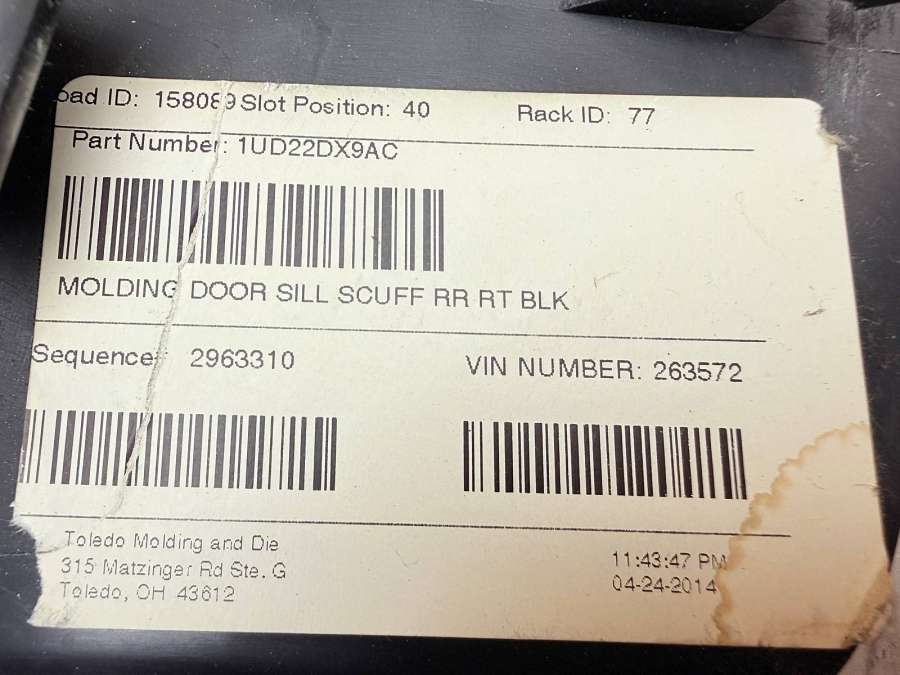 oad ID: 158089 Slot Position: 40 Rack ID: 77
Part Number: 1UD22DX9AC
MOLDING DOOR SILL SCUFF RR RT BLK
Sequence# 2963310 VIN NUMBER: 263572
Toledo Molding and Die
315 Matzinger Rd Ste. G
Toledo, OH 43612
11:43:47 PM
04-24-2014